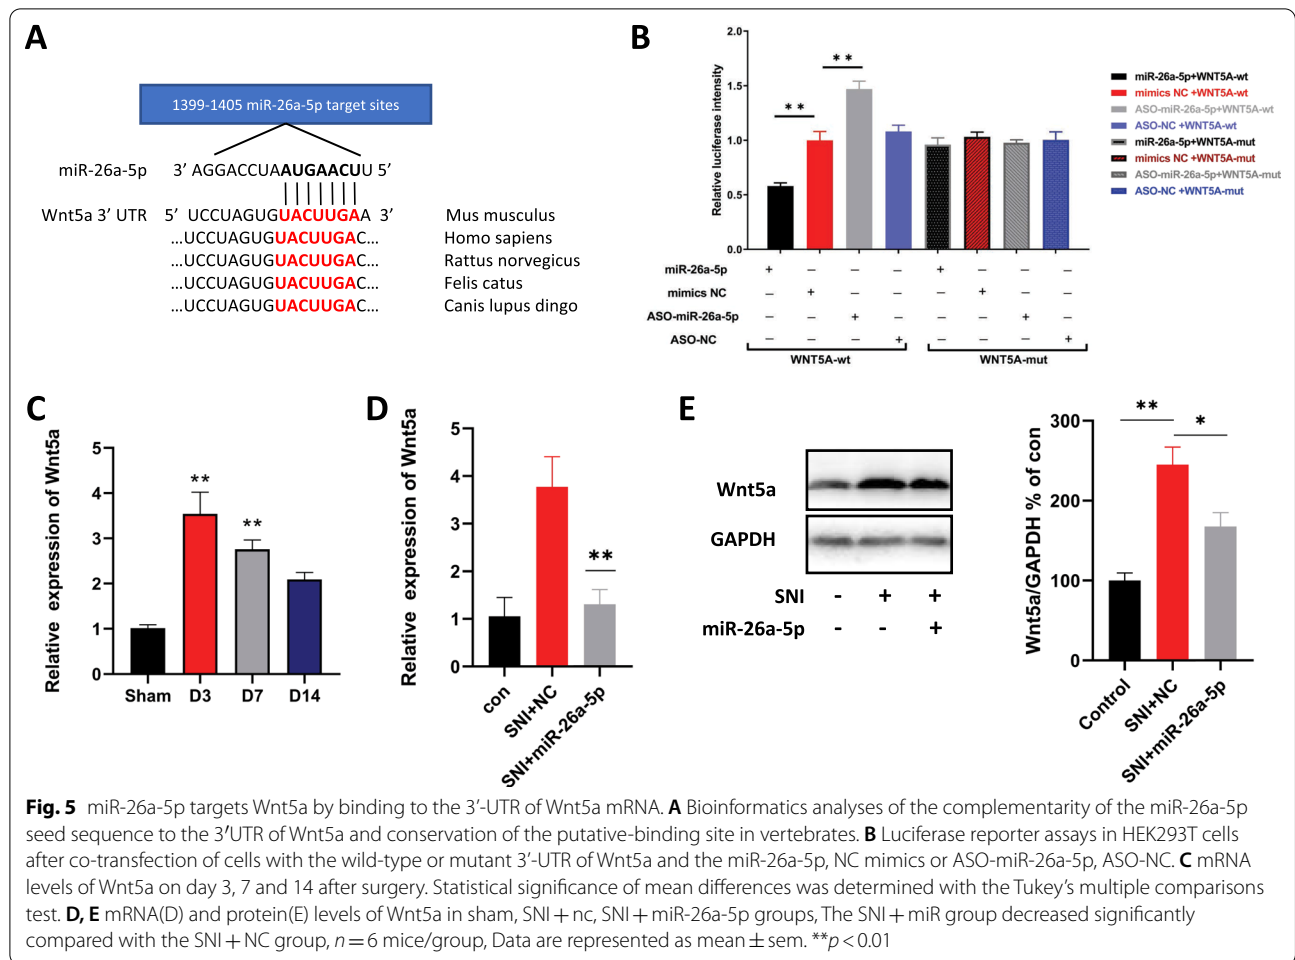 A
1399-1405 miR-26a-5p target sites
miR-26a-5p 3’ AGGACCUAAUGAACUU 5’
Wnt5a 3’ UTR 5’ UCCUAGUGUACUUGAA 3’ Mus musculus
...UCCUAGUGUACUUGAC... Homo sapiens
...UCCUAGUGUACUUGAC... Rattus norvegicus
...UCCUAGUGUACUUGAC... Felis catus
...UCCUAGUGUACUUGAC... Canis lupus dingo
B
Relative luciferase intensity
2.0
1.5
1.0
0.5
0.0
** **
miR-26a-5p + – – – + – – –
mimics NC – + – – – + – –
ASO-miR-26a-5p – – + – – – + –
ASO-NC – – – + – – – +
WNT5A-wt WNT5A-mut
miR-26a-5p+WNT5A-wt
mimics NC +WNT5A-wt
ASO-miR-26a-5p+WNT5A-wt
ASO-NC +WNT5A-wt
miR-26a-5p+WNT5A-mut
mimics NC +WNT5A-mut
ASO-miR-26a-5p+WNT5A-mut
ASO-NC +WNT5A-mut
C
Relative expression of Wnt5a
5
4
3
2
1
0
** **
Sham D3 D7 D14
D
Relative expression of Wnt5a
5
4
3
2
1
0
**
con SNI+NC SNI+miR-26a-5p
E
Wnt5a
GAPDH
SNI - + +
miR-26a-5p - - +
Wnt5a/GAPDH % of con
300
200
100
0
** *
Control SNI+NC SNI+miR-26a-5p
Fig. 5 miR-26a-5p targets Wnt5a by binding to the 3’-UTR of Wnt5a mRNA. A Bioinformatics analyses of the complementarity of the miR-26a-5p
seed sequence to the 3′UTR of Wnt5a and conservation of the putative-binding site in vertebrates. B Luciferase reporter assays in HEK293T cells
after co-transfection of cells with the wild-type or mutant 3’-UTR of Wnt5a and the miR-26a-5p, NC mimics or ASO-miR-26a-5p, ASO-NC. C mRNA
levels of Wnt5a on day 3, 7 and 14 after surgery. Statistical significance of mean differences was determined with the Tukey’s multiple comparisons
test. D, E mRNA(D) and protein(E) levels of Wnt5a in sham, SNI + nc, SNI + miR-26a-5p groups, The SNI + miR group decreased significantly
compared with the SNI + NC group, n = 6 mice/group, Data are represented as mean ± sem. **p < 0.01